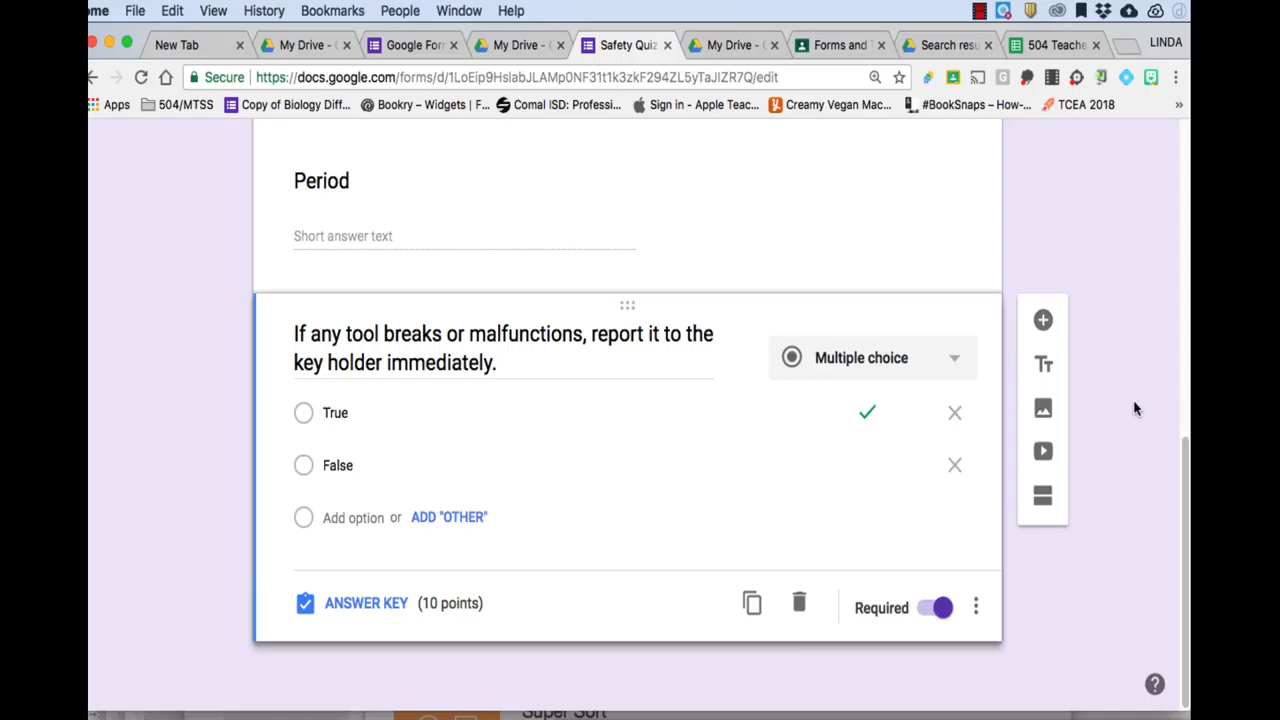 ome File Edit View History Bookmarks People Window Help
New Tab My Drive - G Google For My Drive - Safety Quiz My Drive - Forms and T Search resu 504 Teache LINDA
Secure https://docs.google.com/forms/d/1LoEip9HslabJLAMp0NF31t1k3zkF294ZL5yTaJlZR7Q/edit
Apps 504/MTSS Copy of Biology Diff... Bookry – Widgets | F... Comal ISD: Professi... Sign in - Apple Teac... Creamy Vegan Mac... #BookSnaps – How-... TCEA 2018 »
Period
Short answer text
If any tool breaks or malfunctions, report it to the
key holder immediately.
Multiple choice
True
False
Add option or ADD "OTHER"
ANSWER KEY (10 points)
Required
Super Sort